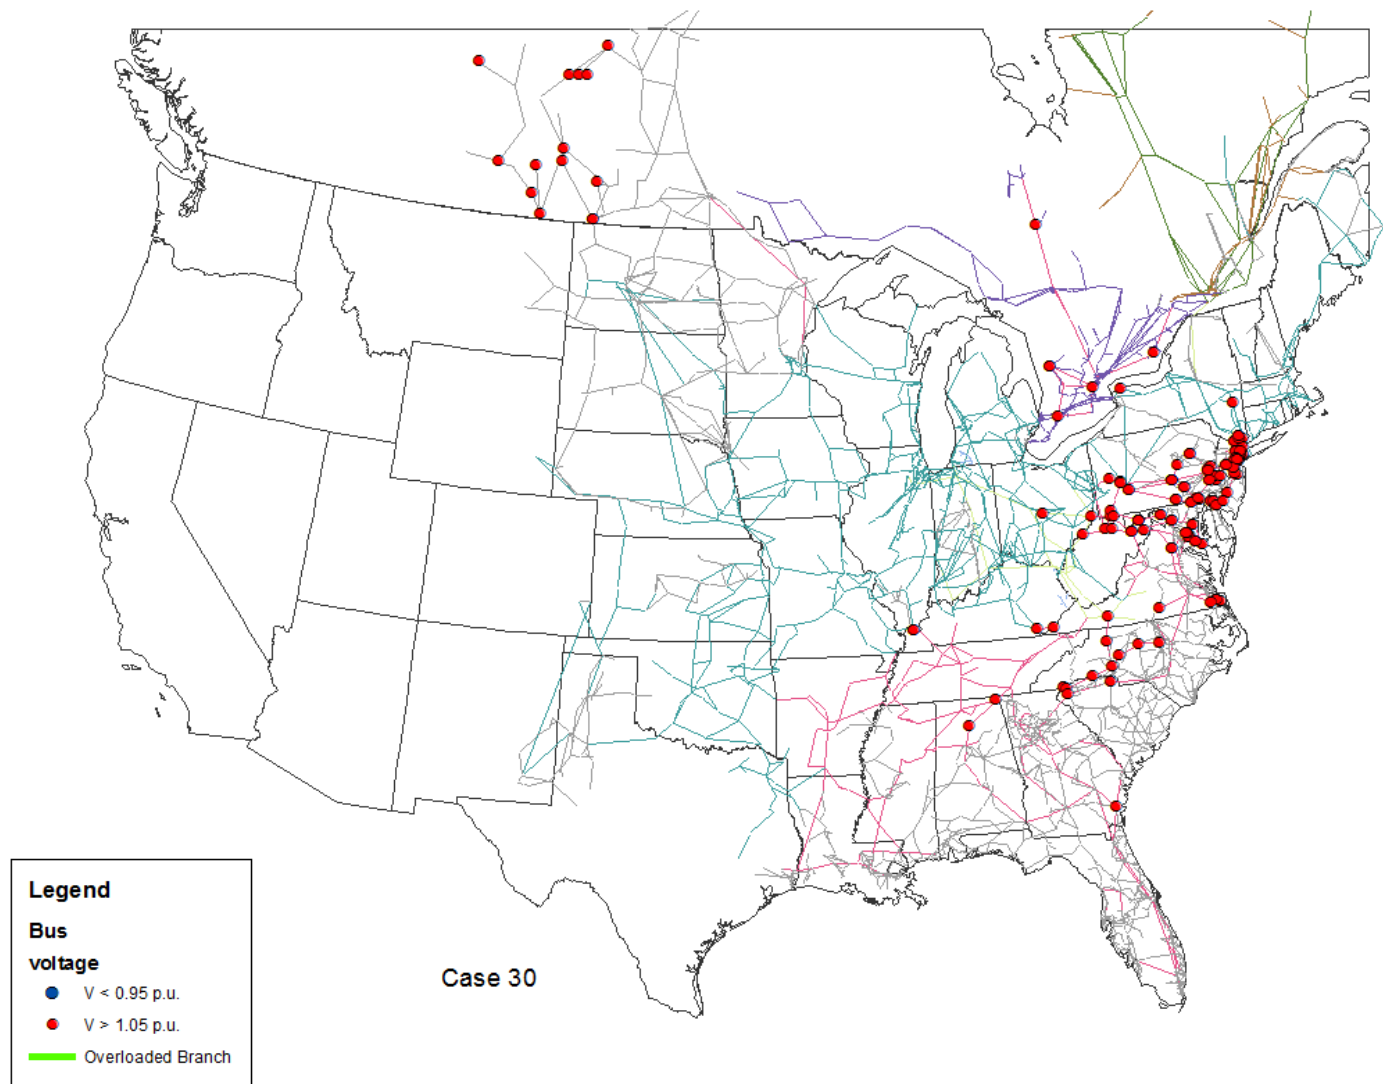 Case 30
Legend
Bus
voltage
V < 0.95 p.u.
V > 1.05 p.u.
Overloaded Branch